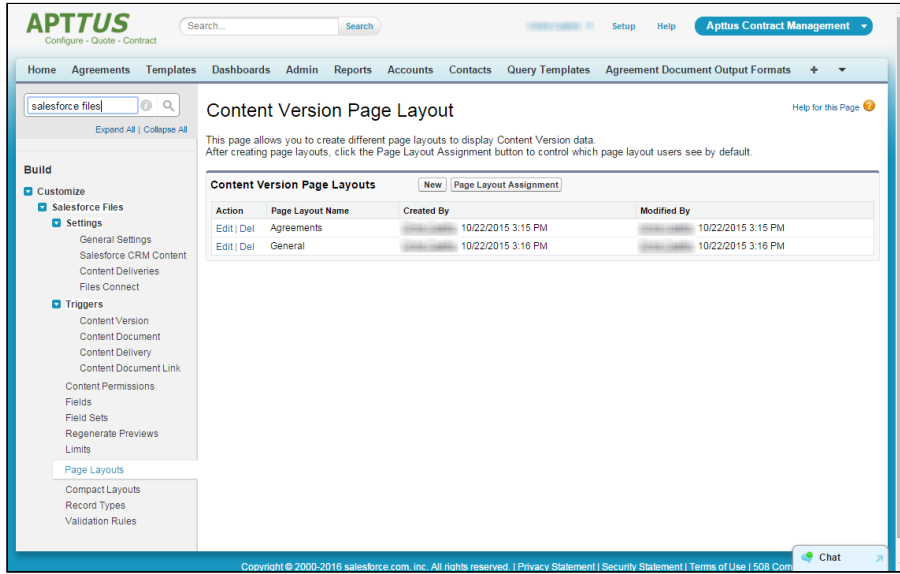 APTTUS
Configure - Quote - Contract
Search...
Search
Setup Help Apttus Contract Management
Home Agreements Templates Dashboards Admin Reports Accounts Contacts Query Templates Agreement Document Output Formats +
salesforce files
Expand All | Collapse All
Build
Customize
Salesforce Files
Settings
General Settings
Salesforce CRM Content
Content Deliveries
Files Connect
Triggers
Content Version
Content Document
Content Delivery
Content Document Link
Content Permissions
Fields
Field Sets
Regenerate Previews
Limits
Page Layouts
Compact Layouts
Record Types
Validation Rules
Content Version Page Layout
Help for this Page ?
This page allows you to create different page layouts to display Content Version data.
After creating page layouts, click the Page Layout Assignment button to control which page layout users see by default.
Content Version Page Layouts New Page Layout Assignment
Action Page Layout Name Created By Modified By
Edit | Del Agreements 10/22/2015 3:15 PM 10/22/2015 3:15 PM
Edit | Del General 10/22/2015 3:16 PM 10/22/2015 3:16 PM
Chat
Copyright © 2000-2016 salesforce.com, inc. All rights reserved. | Privacy Statement | Security Statement | Terms of Use | 508 Com